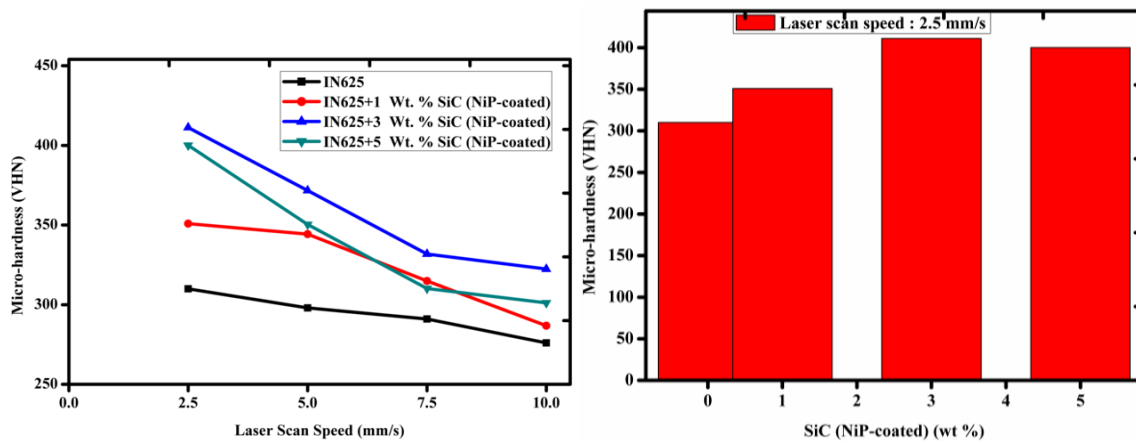 450
400
350
300
250
Micro-hardness (VHN)
IN625
IN625+1 Wt. % SiC (NiP-coated)
IN625+3 Wt. % SiC (NiP-coated)
IN625+5 Wt. % SiC (NiP-coated)
0.0 2.5 5.0 7.5 10.0
Laser Scan Speed (mm/s)
Laser scan speed : 2.5 mm/s
400
350
300
250
200
150
100
50
0
Micro-hardness (VHN)
0 1 2 3 4 5
SiC (NiP-coated) (wt %)